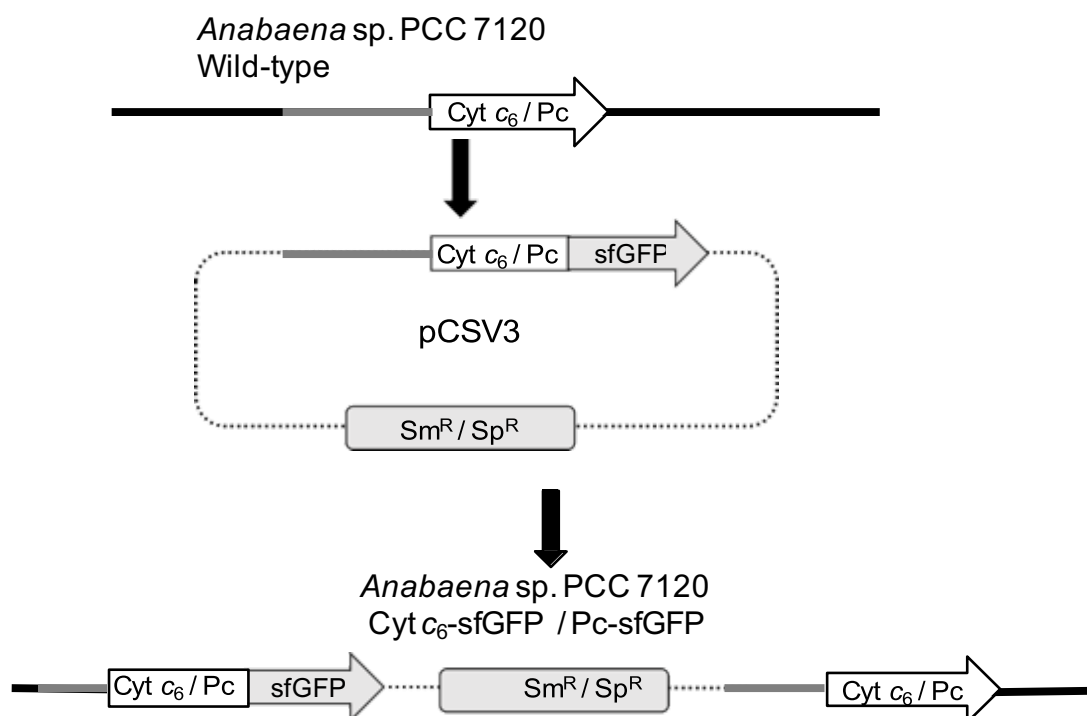 Anabaena sp. PCC 7120
Wild-type
Cyt c₆ / Pc
Cyt c₆ / Pc sfGFP
pCSV3
Smᴿ / Spᴿ
Anabaena sp. PCC 7120
Cyt c₆-sfGFP / Pc-sfGFP
Cyt c₆ / Pc sfGFP Smᴿ / Spᴿ Cyt c₆ / Pc